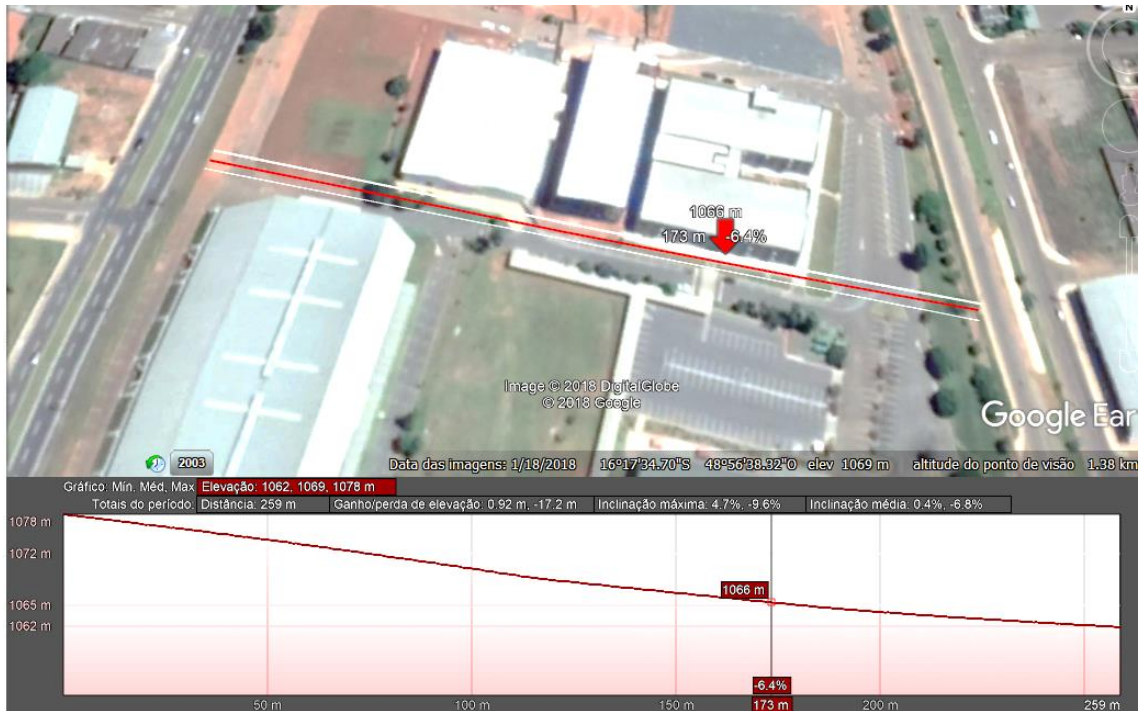 N
1066 m
173 m -6.4%
Image © 2018 DigitalGlobe
© 2018 Google
Google Ear
2003
Data das imagens: 1/18/2018 16°17'34.70"S 48°56'38.32"O elev 1069 m altitude do ponto de visão 1.38 km
Gráfico: Mín, Méd, Max Elevação: 1062, 1069, 1078 m
Totais do período: Distância: 259 m Ganho/perda de elevação: 0.92 m, -17.2 m Inclinação máxima: 4.7%, -9.6% Inclinação média: 0.4%, -6.8%
1078 m
1072 m
1066 m
1065 m
1062 m
-6.4%
50 m 100 m 150 m 173 m 200 m 259 m